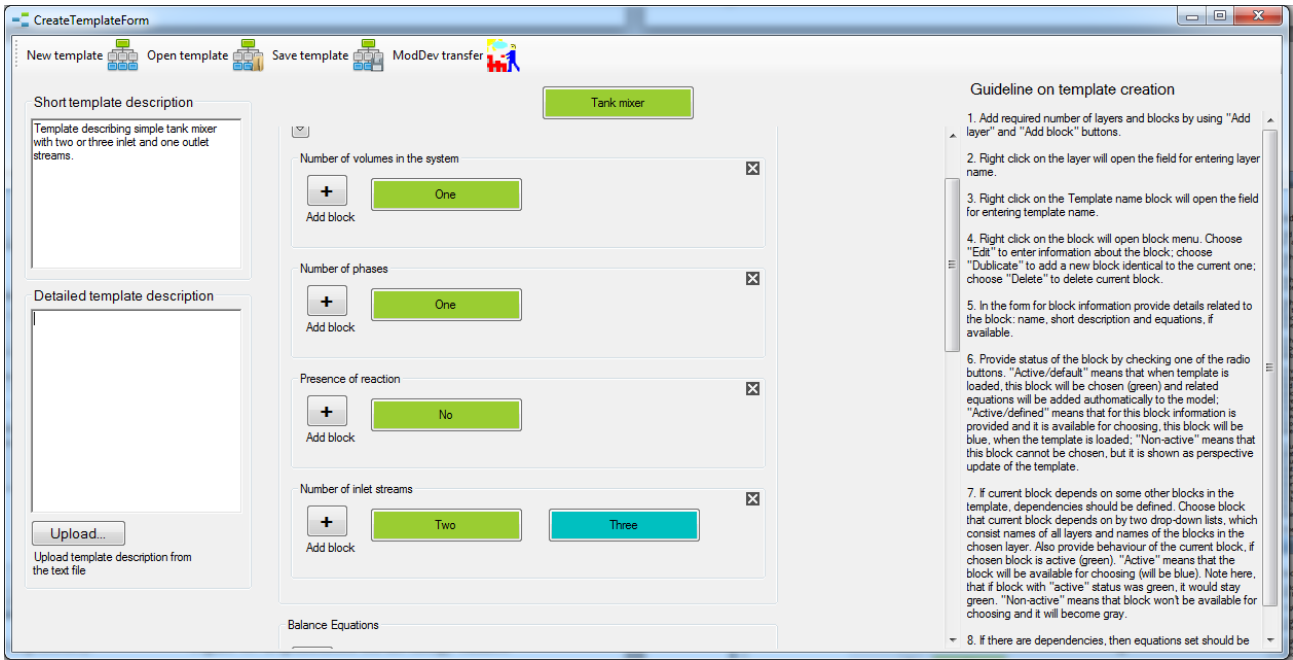 CreateTemplateForm
New template
Open template
Save template
ModDev transfer
Short template description
Template describing simple tank mixer
with two or three inlet and one outlet
streams.
Detailed template description
Upload...
Upload template description from
the text file
Tank mixer
Number of volumes in the system
+
One
Add block
Number of phases
+
One
Add block
Presence of reaction
+
No
Add block
Number of inlet streams
+
Two
Three
Add block
Balance Equations
Guideline on template creation
1. Add required number of layers and blocks by using "Add
layer" and "Add block" buttons.
2. Right click on the layer will open the field for entering layer
name.
3. Right click on the Template name block will open the field
for entering template name.
4. Right click on the block will open block menu. Choose
"Edit" to enter information about the block; choose
"Dublicate" to add a new block identical to the current one;
choose "Delete" to delete current block.
5. In the form for block information provide details related to
the block: name, short description and equations, if
available.
6. Provide status of the block by checking one of the radio
buttons. "Active/default" means that when template is
loaded, this block will be chosen (green) and related
equations will be added authomatically to the model;
"Active/defined" means that for this block information is
provided and it is available for choosing, this block will be
blue, when the template is loaded; "Non-active" means that
this block cannot be chosen, but it is shown as perspective
update of the template.
7. If current block depends on some other blocks in the
template, dependencies should be defined. Choose block
that current block depends on by two drop-down lists, which
consist names of all layers and names of the blocks in the
chosen layer. Also provide behaviour of the current block, if
chosen block is active (green). "Active" means that the
block will be available for choosing (will be blue). Note here,
that if block with "active" status was green, it would stay
green. "Non-active" means that block won't be available for
choosing and it will become gray.
8. If there are dependencies, then equations set should be